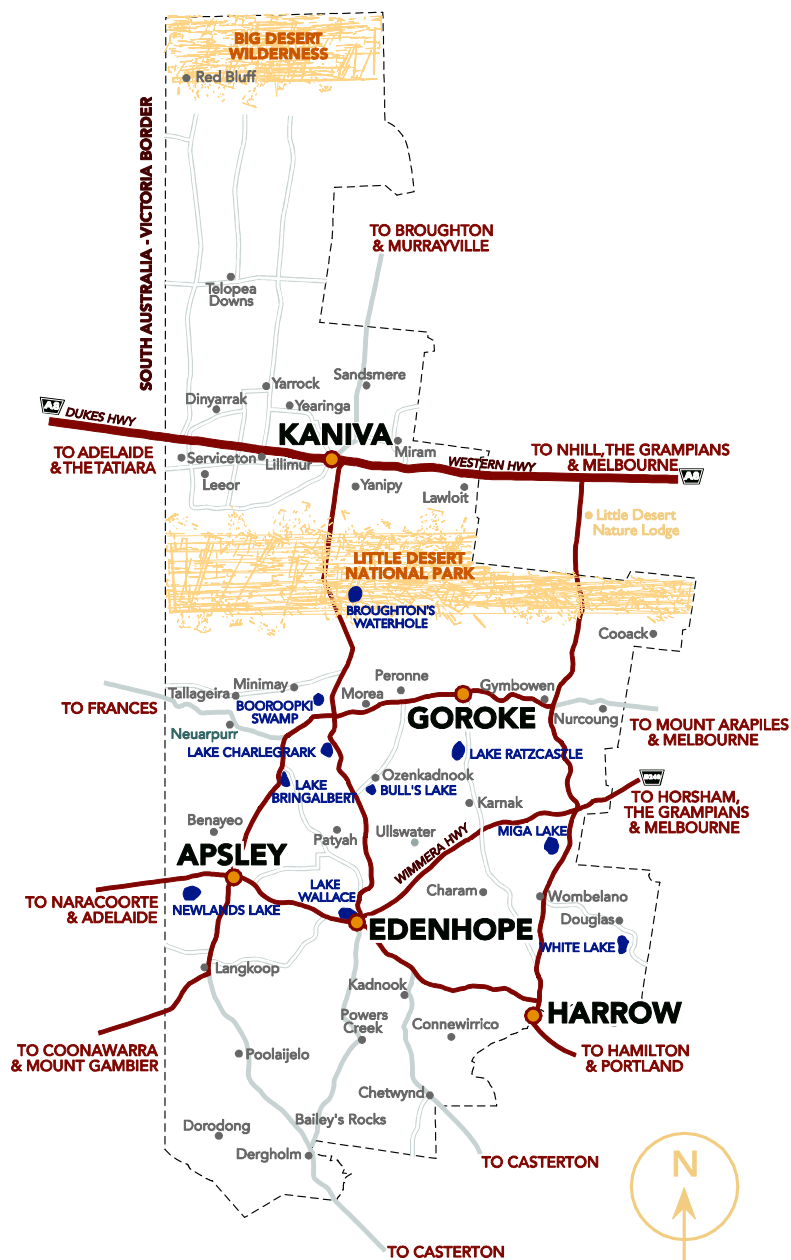 BIG DESERT
WILDERNESS
Red Bluff
SOUTH AUSTRALIA - VICTORIA BORDER
TO BROUGHTON
& MURRAYVILLE
Telopea
Downs
Sandsmere
Yarrock
Dinyarrak
Yearinga
A8
DUKES HWY
KANIVA
TO ADELAIDE
& THE TATIARA
Serviceton
Lillimur
Miram
WESTERN HWY
TO NHILL, THE GRAMPIANS
& MELBOURNE
A8
Leeor
Yanipy
Lawloit
Little Desert
Nature Lodge
LITTLE DESERT
NATIONAL PARK
BROUGHTON'S
WATERHOLE
Cooack
Peronne
Minimay
Gymbowen
Tallageira
Morea
TO FRANCES
BOOROOPKI
SWAMP
GOROKE
Nurcoung
TO MOUNT ARAPILES
& MELBOURNE
Neuarpurr
LAKE CHARLEGRARK
LAKE RATZCASTLE
Ozenkadnook
LAKE
BRINGALBERT
BULL'S LAKE
Karnak
TO HORSHAM,
THE GRAMPIANS
& MELBOURNE
Benayeo
Patyah
Ullswater
WIMMERA HWY
MIGA LAKE
APSLEY
LAKE
WALLACE
Charam
Wombelano
TO NARACOORTE
& ADELAIDE
NEWLANDS LAKE
EDENHOPE
Douglas
WHITE LAKE
Langkoop
Kadnook
Powers
Creek
Connewirrico
HARROW
TO COONAWARRA
& MOUNT GAMBIER
Poolaijelo
TO HAMILTON
& PORTLAND
Chetwynd
Bailey's Rocks
Dorodong
Dergholm
TO CASTERTON
N
TO CASTERTON